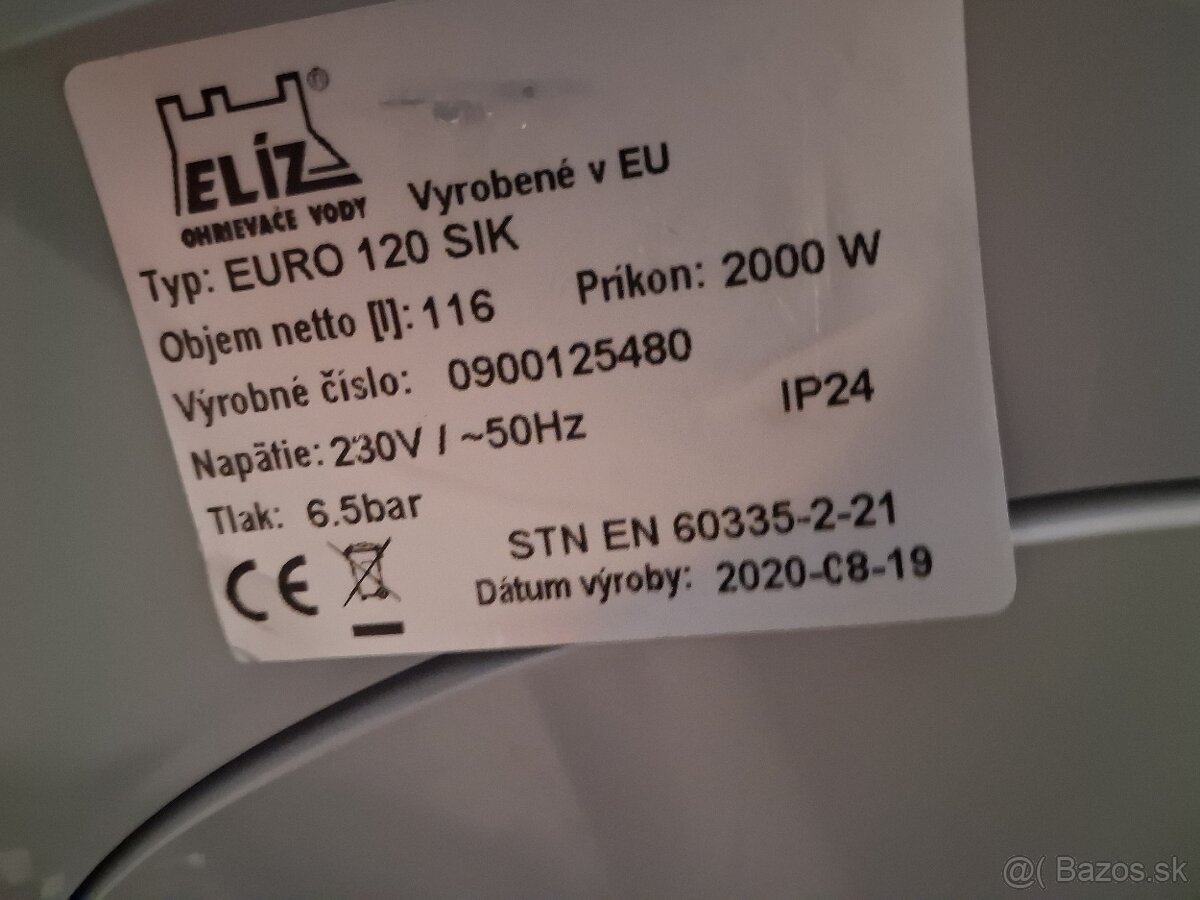 ELÍZ ®
OHRIEVAČE VODY
Vyrobené v EU
Typ: EURO 120 SIK
Objem netto [l]: 116 Príkon: 2000 W
Výrobné číslo: 0900125480
Napätie: 230V / ~50Hz IP24
Tlak: 6.5bar
CE
STN EN 60335-2-21
Dátum výroby: 2020-08-19
@( Bazos.sk